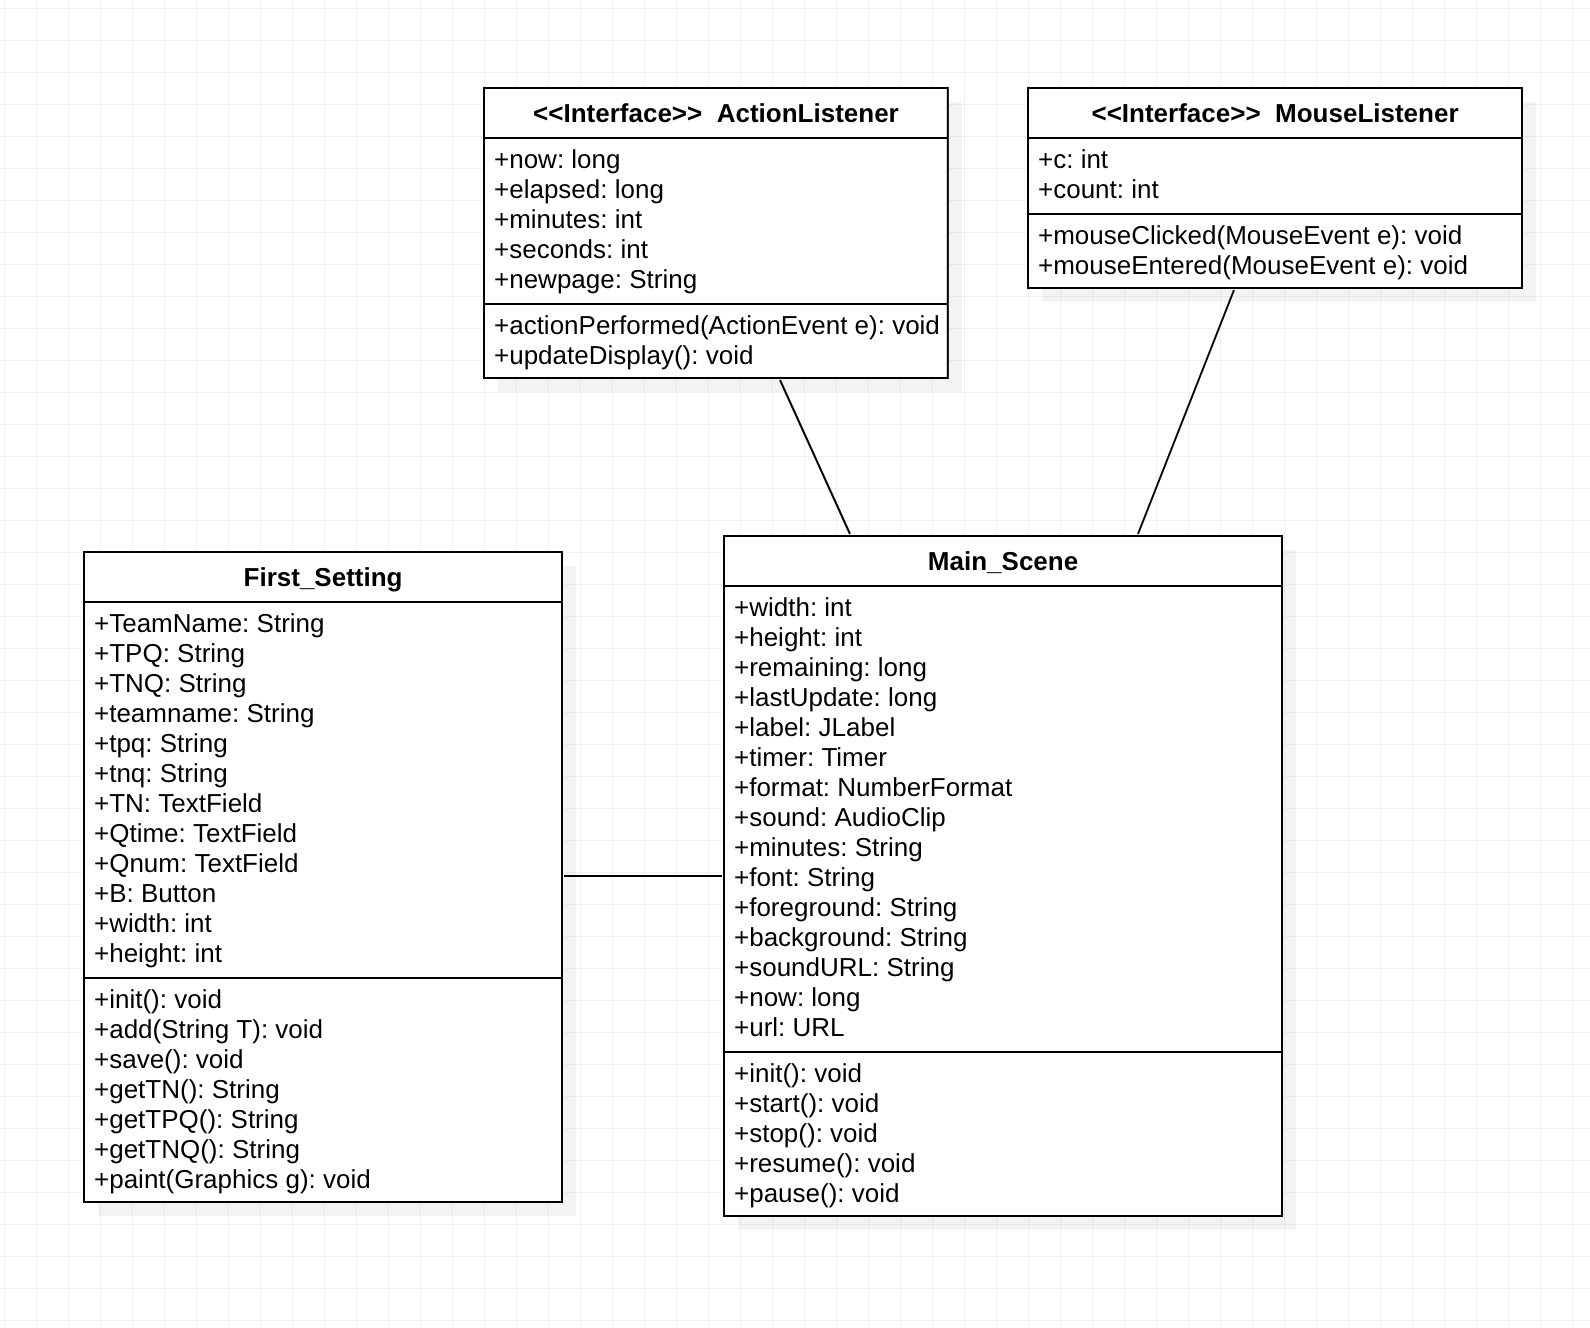 <<Interface>> ActionListener
+now: long
+elapsed: long
+minutes: int
+seconds: int
+newpage: String
+actionPerformed(ActionEvent e): void
+updateDisplay(): void
<<Interface>> MouseListener
+c: int
+count: int
+mouseClicked(MouseEvent e): void
+mouseEntered(MouseEvent e): void
First_Setting
+TeamName: String
+TPQ: String
+TNQ: String
+teamname: String
+tpq: String
+tnq: String
+TN: TextField
+Qtime: TextField
+Qnum: TextField
+B: Button
+width: int
+height: int
+init(): void
+add(String T): void
+save(): void
+getTN(): String
+getTPQ(): String
+getTNQ(): String
+paint(Graphics g): void
Main_Scene
+width: int
+height: int
+remaining: long
+lastUpdate: long
+label: JLabel
+timer: Timer
+format: NumberFormat
+sound: AudioClip
+minutes: String
+font: String
+foreground: String
+background: String
+soundURL: String
+now: long
+url: URL
+init(): void
+start(): void
+stop(): void
+resume(): void
+pause(): void